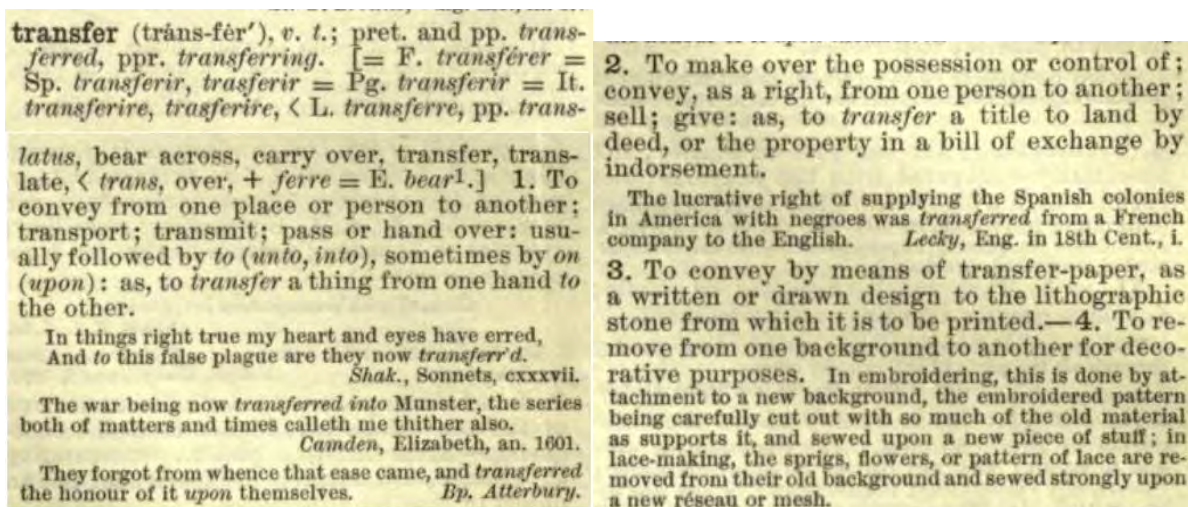 transfer (tråns-fėr′), v. t.; pret. and pp. trans-
ferred, ppr. transferring. [= F. transférer =
Sp. transferir, trasferir = Pg. transferir = It.
transferire, trasferire, < L. transferre, pp. trans-
latus, bear across, carry over, transfer, trans-
late, < trans, over, + ferre = E. bear1.] 1. To
convey from one place or person to another;
transport; transmit; pass or hand over: usu-
ally followed by to (unto, into), sometimes by on
(upon): as, to transfer a thing from one hand to
the other.
In things right true my heart and eyes have erred,
And to this false plague are they now transferr'd.
Shak., Sonnets, cxxxvii.
The war being now transferred into Munster, the series
both of matters and times calleth me thither also.
Camden, Elizabeth, an. 1601.
They forgot from whence that ease came, and transferred
the honour of it upon themselves. Bp. Atterbury.
2. To make over the possession or control of;
convey, as a right, from one person to another;
sell; give: as, to transfer a title to land by
deed, or the property in a bill of exchange by
indorsement.
The lucrative right of supplying the Spanish colonies
in America with negroes was transferred from a French
company to the English. Lecky, Eng. in 18th Cent., i.
3. To convey by means of transfer-paper, as
a written or drawn design to the lithographic
stone from which it is to be printed.—4. To re-
move from one background to another for deco-
rative purposes. In embroidering, this is done by at-
tachment to a new background, the embroidered pattern
being carefully cut out with so much of the old material
as supports it, and sewed upon a new piece of stuff; in
lace-making, the sprigs, flowers, or pattern of lace are re-
moved from their old background and sewed strongly upon
a new réseau or mesh.